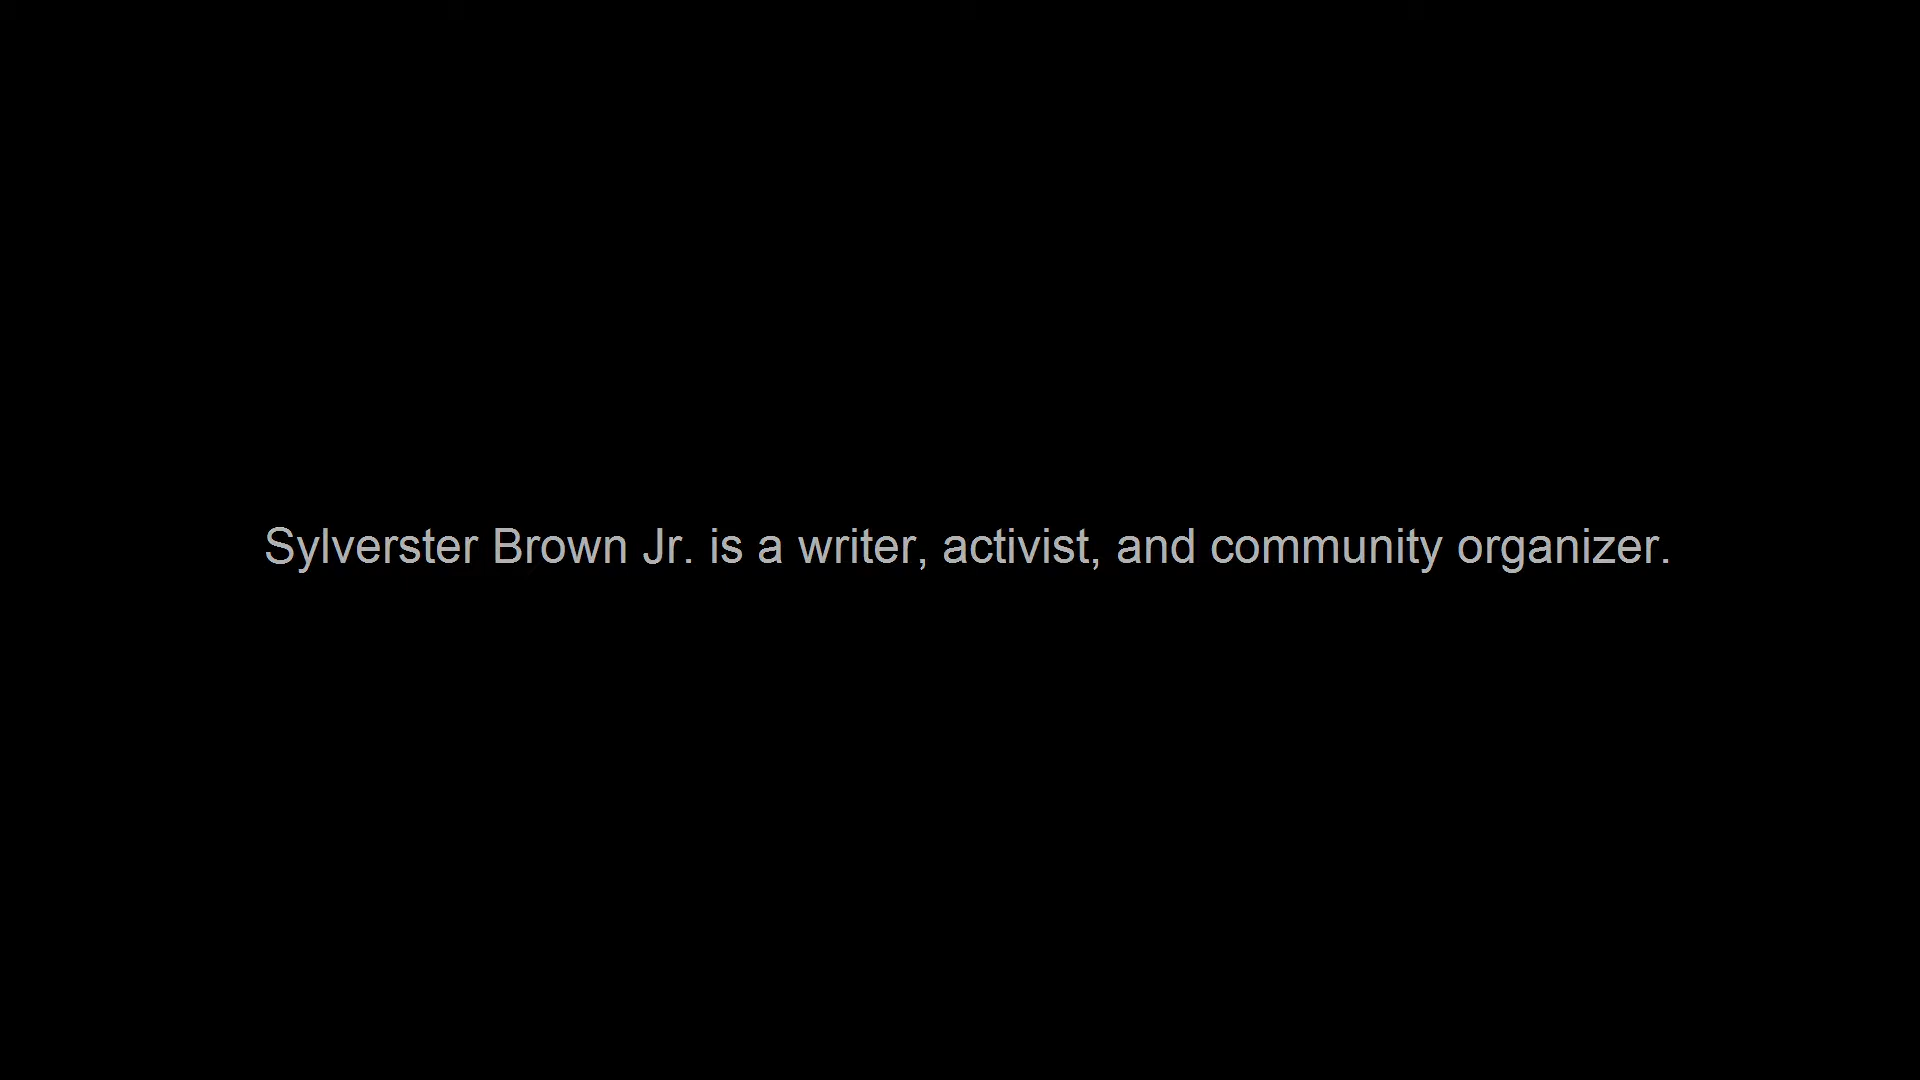 Sylverster Brown Jr. is a writer, activist, and community organizer.